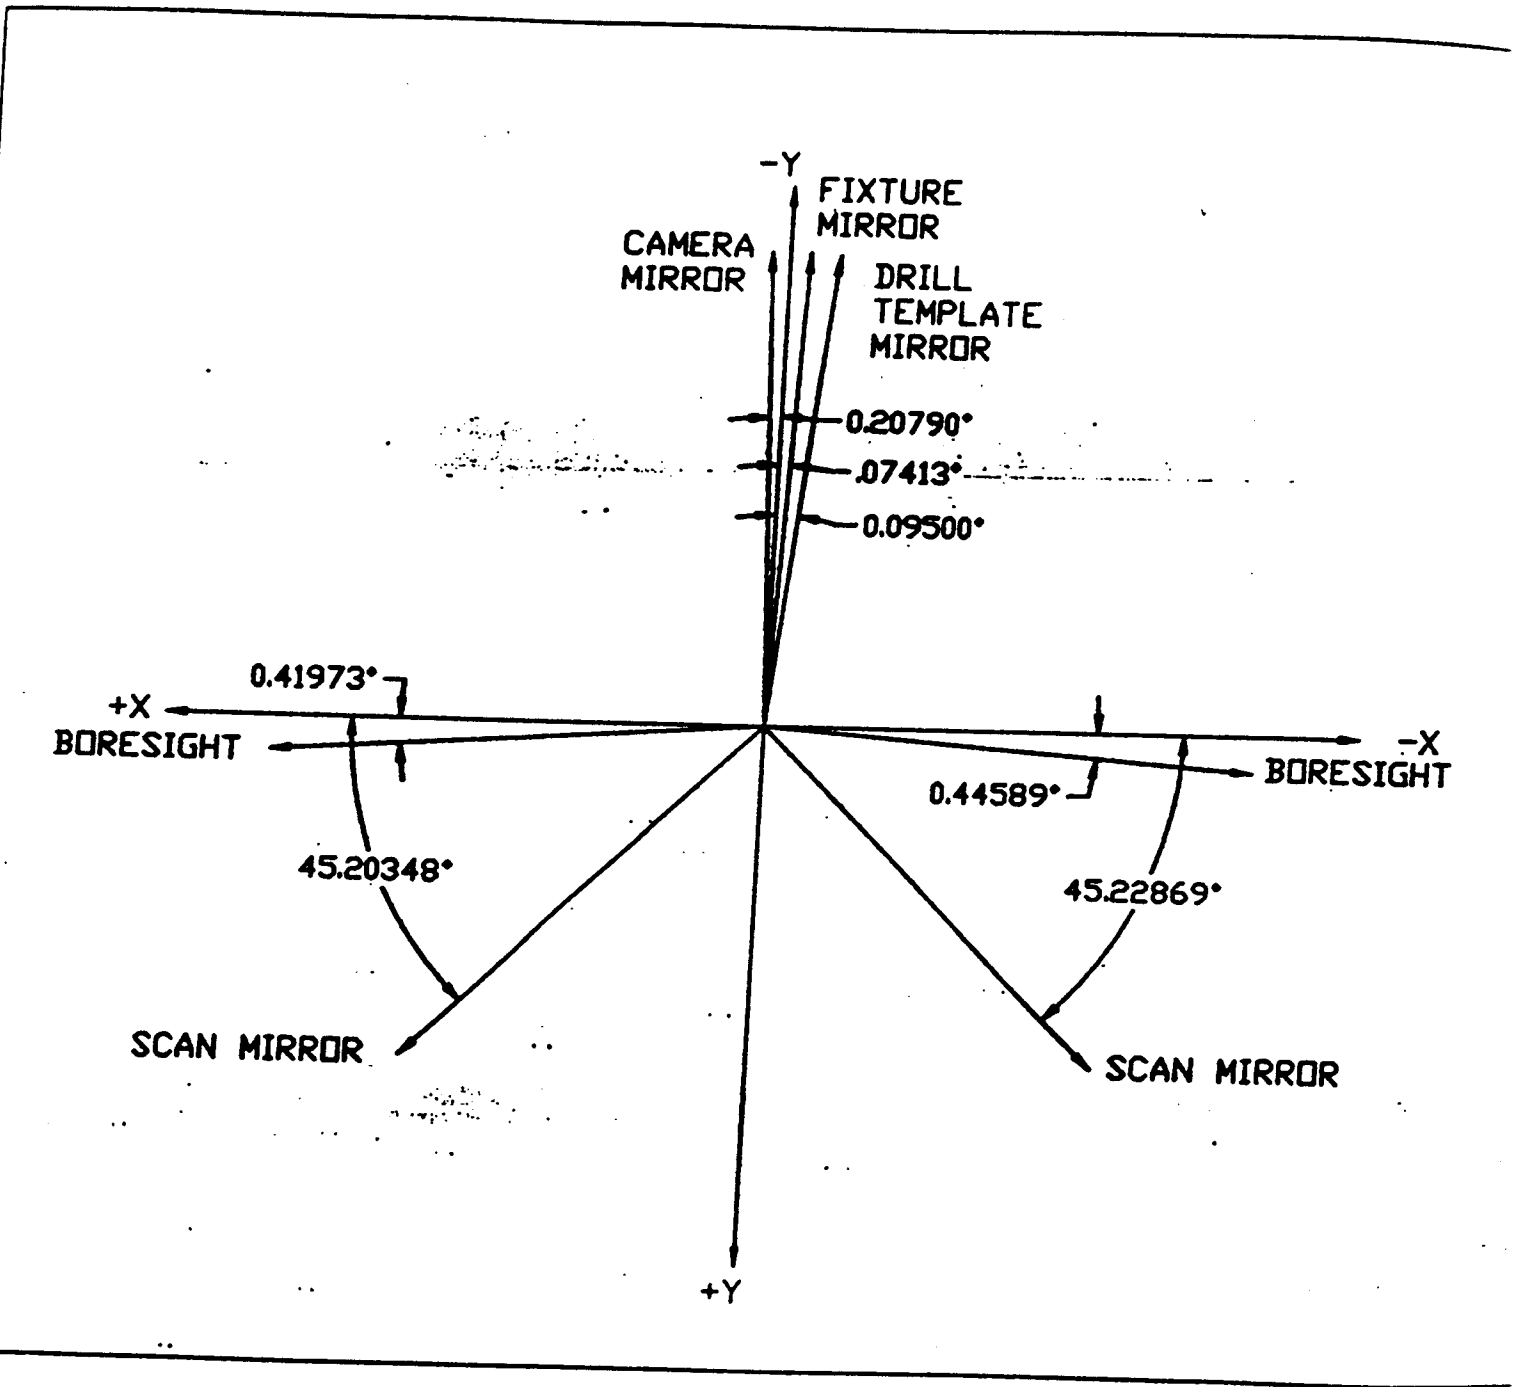 -Y
FIXTURE
MIRROR
CAMERA
MIRROR
DRILL
TEMPLATE
MIRROR
0.20790°
.07413°
0.09500°
0.41973°
+X
BORESIGHT
-X
BORESIGHT
0.44589°
45.20348°
45.22869°
SCAN MIRROR
SCAN MIRROR
+Y